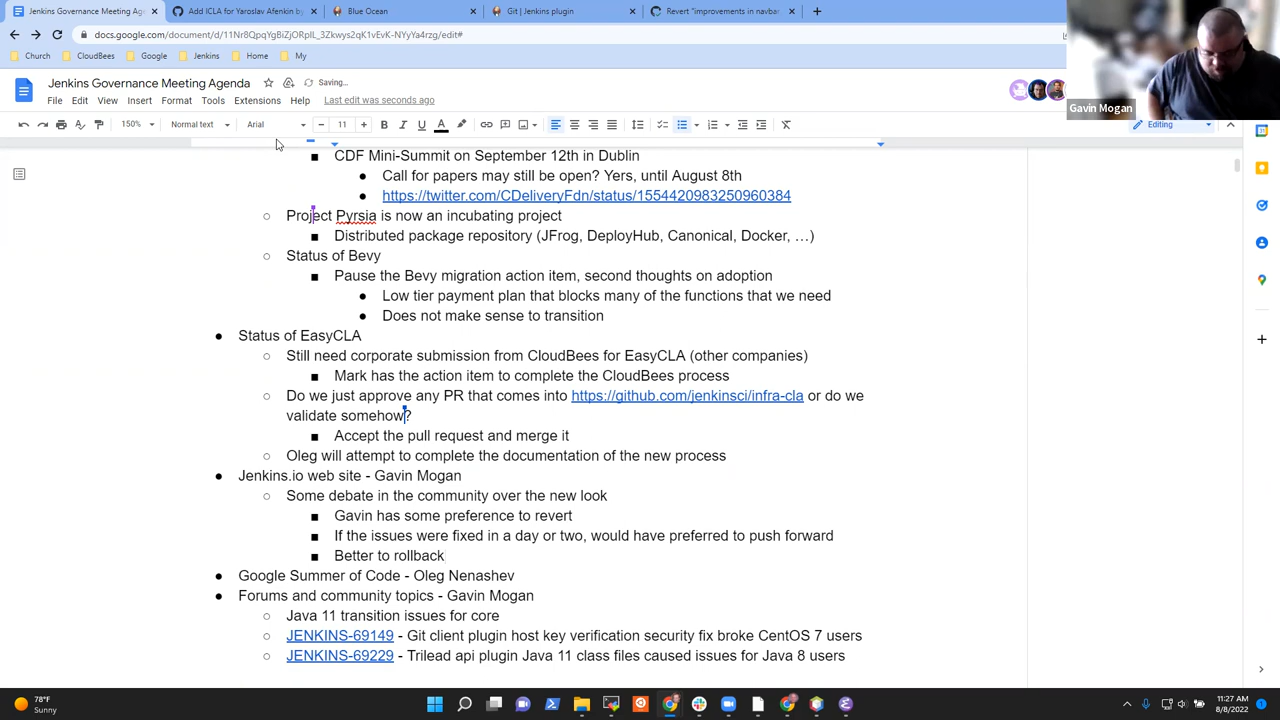 Jenkins Governance Meeting Age
Add ICLA for Yaroslav Afenkin by
Blue Ocean
Git | Jenkins plugin
Revert "improvements in navbar
docs.google.com/document/d/11Nr8QpqYgBiZjORpIL_3Zkwys2qK1vEvK-NYyYa4rzg/edit#
Church CloudBees Google Jenkins Home My
Jenkins Governance Meeting Agenda Saving...
File Edit View Insert Format Tools Extensions Help Last edit was seconds ago
150% Normal text Arial 11 Editing
CDF Mini-Summit on September 12th in Dublin
Call for papers may still be open? Yers, until August 8th
https://twitter.com/CDeliveryFdn/status/1554420983250960384
Project Pyrsia is now an incubating project
Distributed package repository (JFrog, DeployHub, Canonical, Docker, …)
Status of Bevy
Pause the Bevy migration action item, second thoughts on adoption
Low tier payment plan that blocks many of the functions that we need
Does not make sense to transition
Status of EasyCLA
Still need corporate submission from CloudBees for EasyCLA (other companies)
Mark has the action item to complete the CloudBees process
Do we just approve any PR that comes into https://github.com/jenkinsci/infra-cla or do we
validate somehow?
Accept the pull request and merge it
Oleg will attempt to complete the documentation of the new process
Jenkins.io web site - Gavin Mogan
Some debate in the community over the new look
Gavin has some preference to revert
If the issues were fixed in a day or two, would have preferred to push forward
Better to rollback
Google Summer of Code - Oleg Nenashev
Forums and community topics - Gavin Mogan
Java 11 transition issues for core
JENKINS-69149 - Git client plugin host key verification security fix broke CentOS 7 users
JENKINS-69229 - Trilead api plugin Java 11 class files caused issues for Java 8 users
Gavin Mogan
78°F
Sunny
11:27 AM
8/8/2022